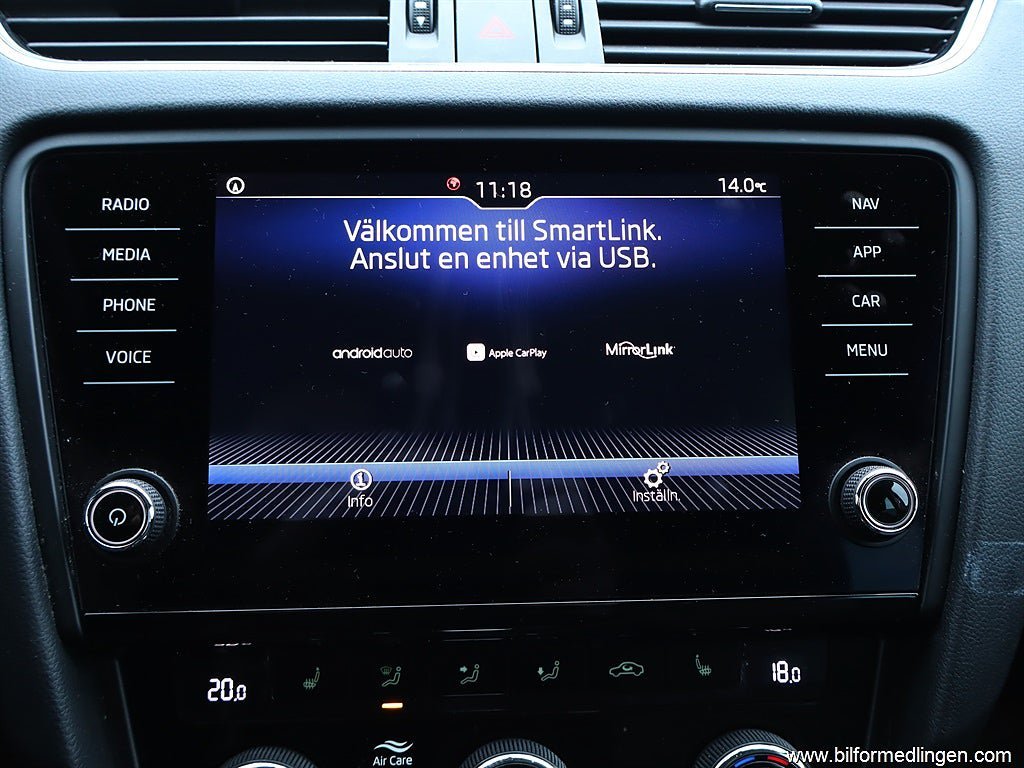 RADIO
MEDIA
PHONE
VOICE
11:18
14.0°C
Välkommen till SmartLink.
Anslut en enhet via USB.
androidauto
Apple CarPlay
MirrorLink
Info
Inställn.
NAV
APP
CAR
MENU
20.0
18.0
Air Care
www.bilformedlingen.com